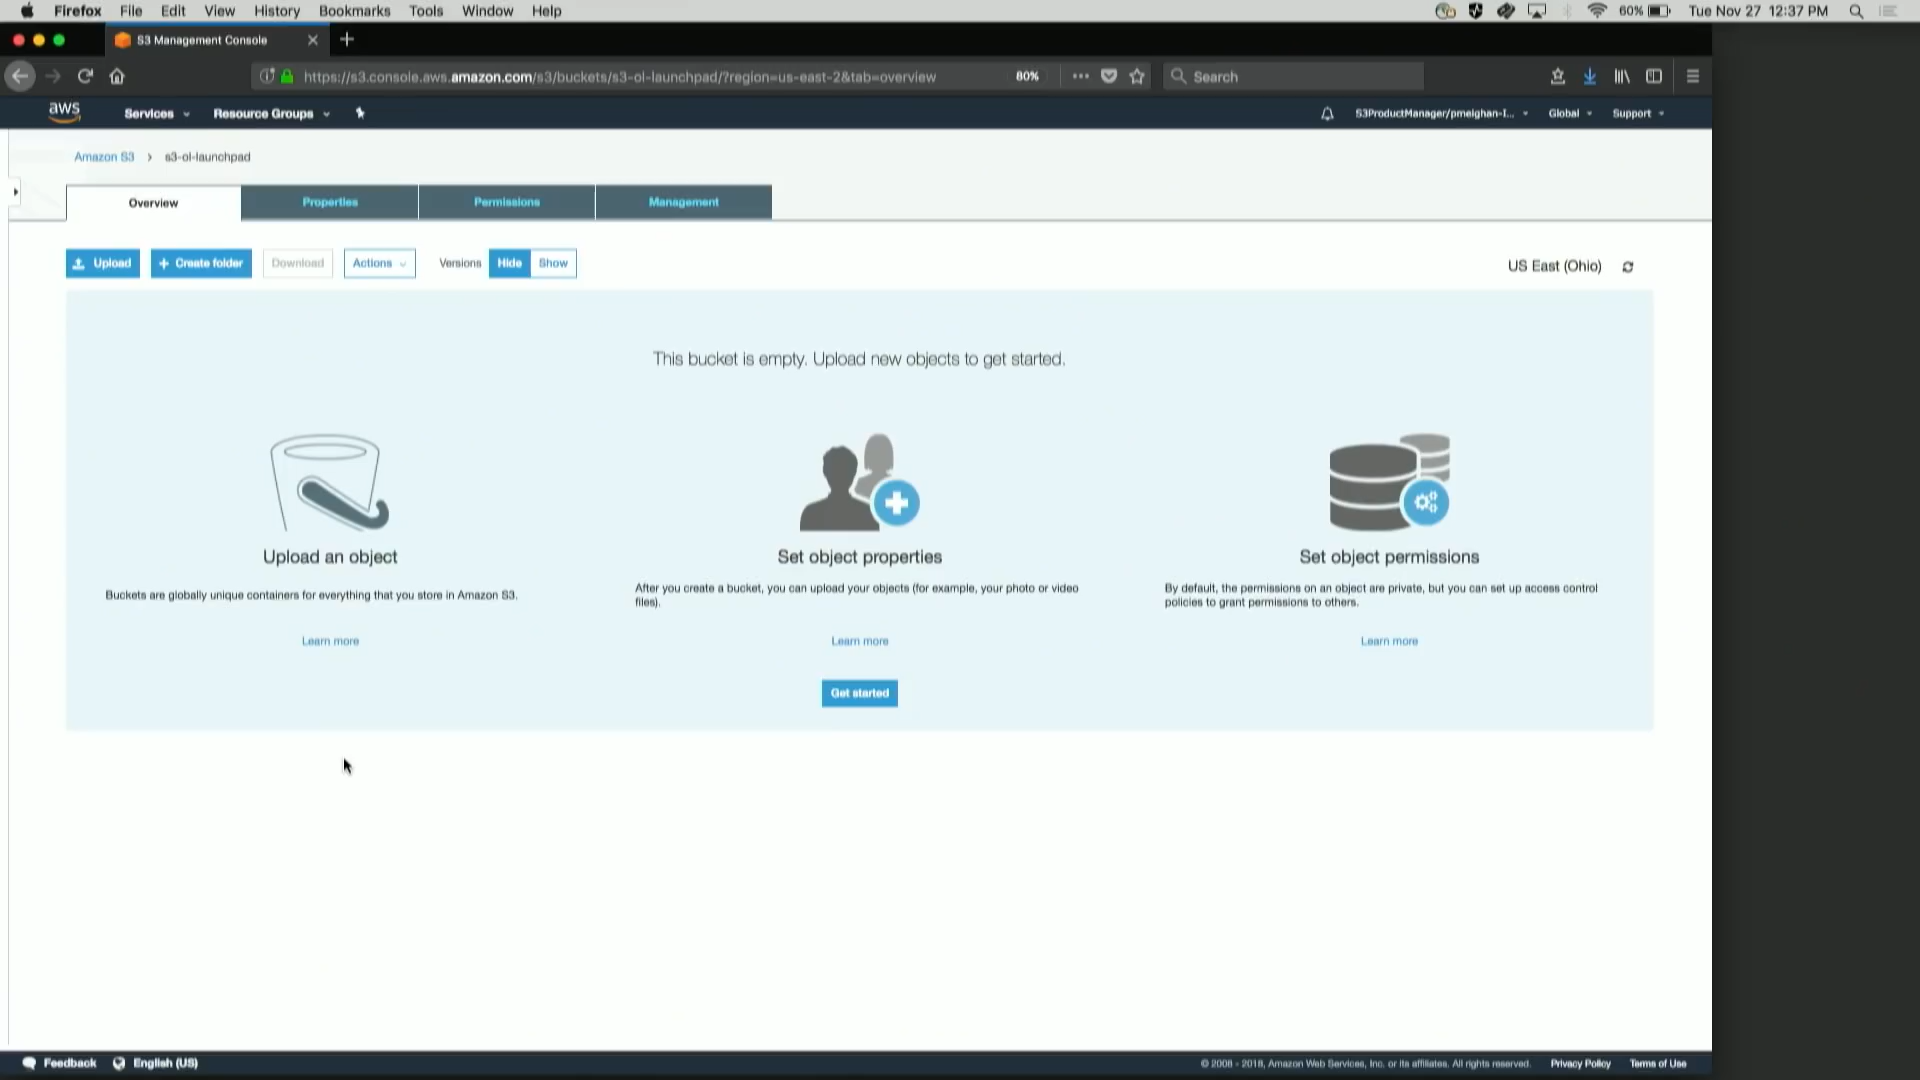 Firefox File Edit View History Bookmarks Tools Window Help 60% Tue Nov 27 12:37 PM
S3 Management Console
https://s3.console.aws.amazon.com/s3/buckets/s3-ol-launchpad/?region=us-east-2&tab=overview 80% Search
aws Services Resource Groups S3ProductManager/pmeighan-I... Global Support
Amazon S3 > s3-ol-launchpad
Overview Properties Permissions Management
Upload + Create folder Download Actions Versions Hide Show US East (Ohio)
This bucket is empty. Upload new objects to get started.
Upload an object
Buckets are globally unique containers for everything that you store in Amazon S3.
Learn more
Set object properties
After you create a bucket, you can upload your objects (for example, your photo or video
files).
Learn more
Set object permissions
By default, the permissions on an object are private, but you can set up access control
policies to grant permissions to others.
Learn more
Get started
Feedback English (US) © 2008 - 2018, Amazon Web Services, Inc. or its affiliates. All rights reserved. Privacy Policy Terms of Use